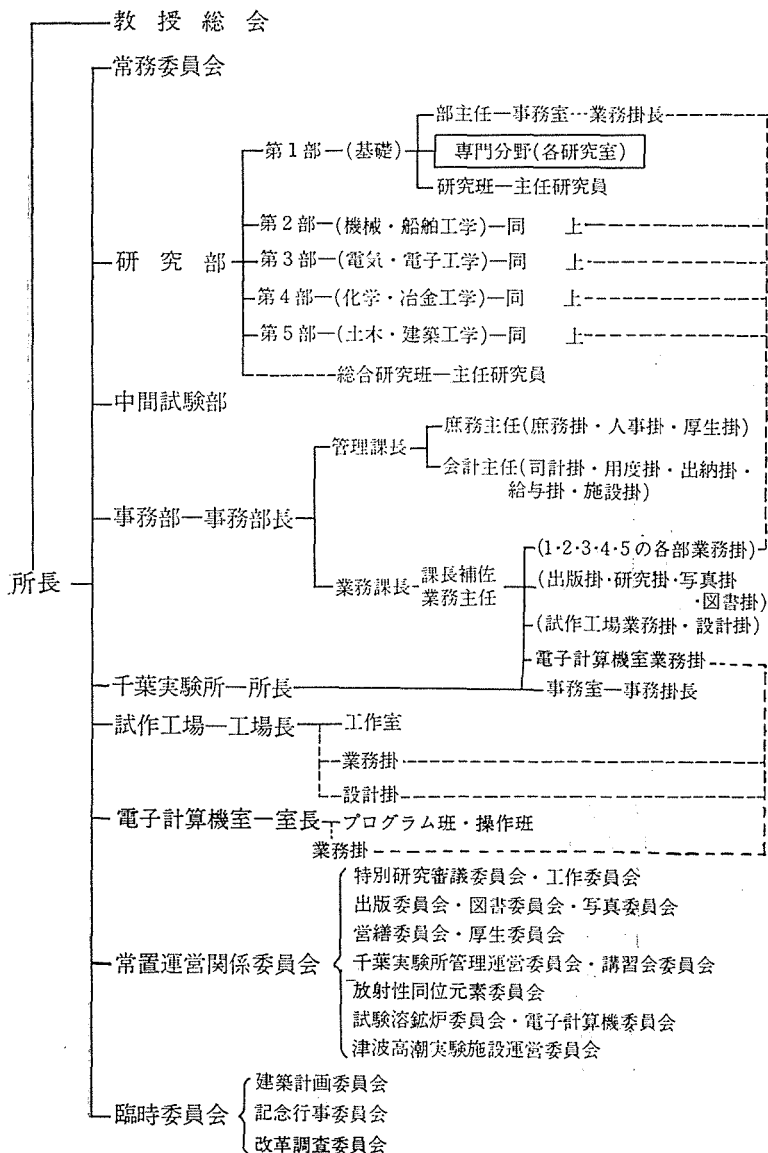 教授総会
常務委員会
部主任―事務室…業務掛長
第1部―(基礎)
専門分野(各研究室)
研究班―主任研究員
第2部―(機械・船舶工学)―同　上
研究部
第3部―(電気・電子工学)―同　上
第4部―(化学・冶金工学)―同　上
第5部―(土木・建築工学)―同　上
総合研究班―主任研究員
中間試験部
庶務主任(庶務掛・人事掛・厚生掛)
管理課長
会計主任(司計掛・用度掛・出納掛・
給与掛・施設掛)
事務部―事務部長
(1・2・3・4・5の各部業務掛)
所長
業務課長
課長補佐
業務主任
(出版掛・研究掛・写真掛
・図書掛)
(試作工場業務掛・設計掛)
電子計算機室業務掛
千葉実験所―所長
事務室―事務掛長
試作工場―工場長
工作室
業務掛
設計掛
電子計算機室―室長
プログラム班・操作班
業務掛
特別研究審議委員会・工作委員会
出版委員会・図書委員会・写真委員会
営繕委員会・厚生委員会
常置運営関係委員会
千葉実験所管理運営委員会・講習会委員会
放射性同位元素委員会
試験溶鉱炉委員会・電子計算機委員会
津波高潮実験施設運営委員会
建築計画委員会
臨時委員会
記念行事委員会
改革調査委員会